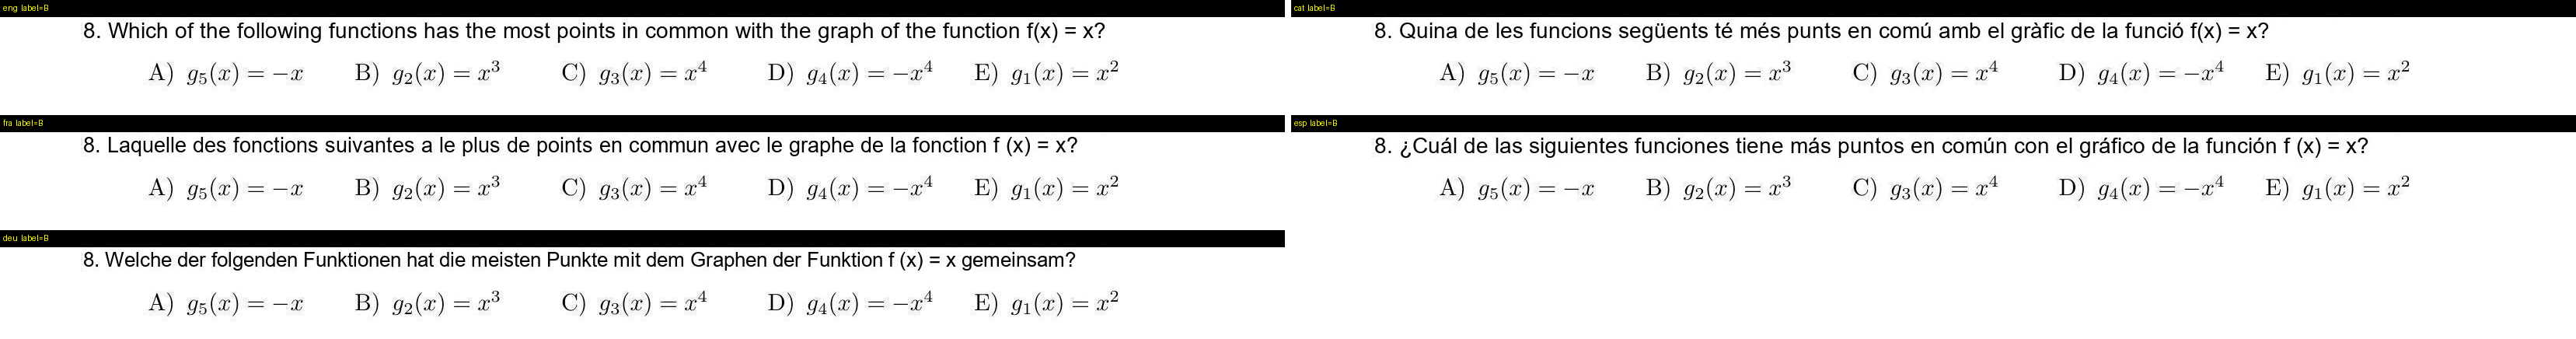 eng label=B
8. Which of the following functions has the most points in common with the graph of the function f(x) = x?
A) g₅(x) = −x B) g₂(x) = x³ C) g₃(x) = x⁴ D) g₄(x) = −x⁴ E) g₁(x) = x²
cat label=B
8. Quina de les funcions següents té més punts en comú amb el gràfic de la funció f(x) = x?
A) g₅(x) = −x B) g₂(x) = x³ C) g₃(x) = x⁴ D) g₄(x) = −x⁴ E) g₁(x) = x²
fra label=B
8. Laquelle des fonctions suivantes a le plus de points en commun avec le graphe de la fonction f (x) = x?
A) g₅(x) = −x B) g₂(x) = x³ C) g₃(x) = x⁴ D) g₄(x) = −x⁴ E) g₁(x) = x²
esp label=B
8. ¿Cuál de las siguientes funciones tiene más puntos en común con el gráfico de la función f (x) = x?
A) g₅(x) = −x B) g₂(x) = x³ C) g₃(x) = x⁴ D) g₄(x) = −x⁴ E) g₁(x) = x²
deu label=B
8. Welche der folgenden Funktionen hat die meisten Punkte mit dem Graphen der Funktion f (x) = x gemeinsam?
A) g₅(x) = −x B) g₂(x) = x³ C) g₃(x) = x⁴ D) g₄(x) = −x⁴ E) g₁(x) = x²